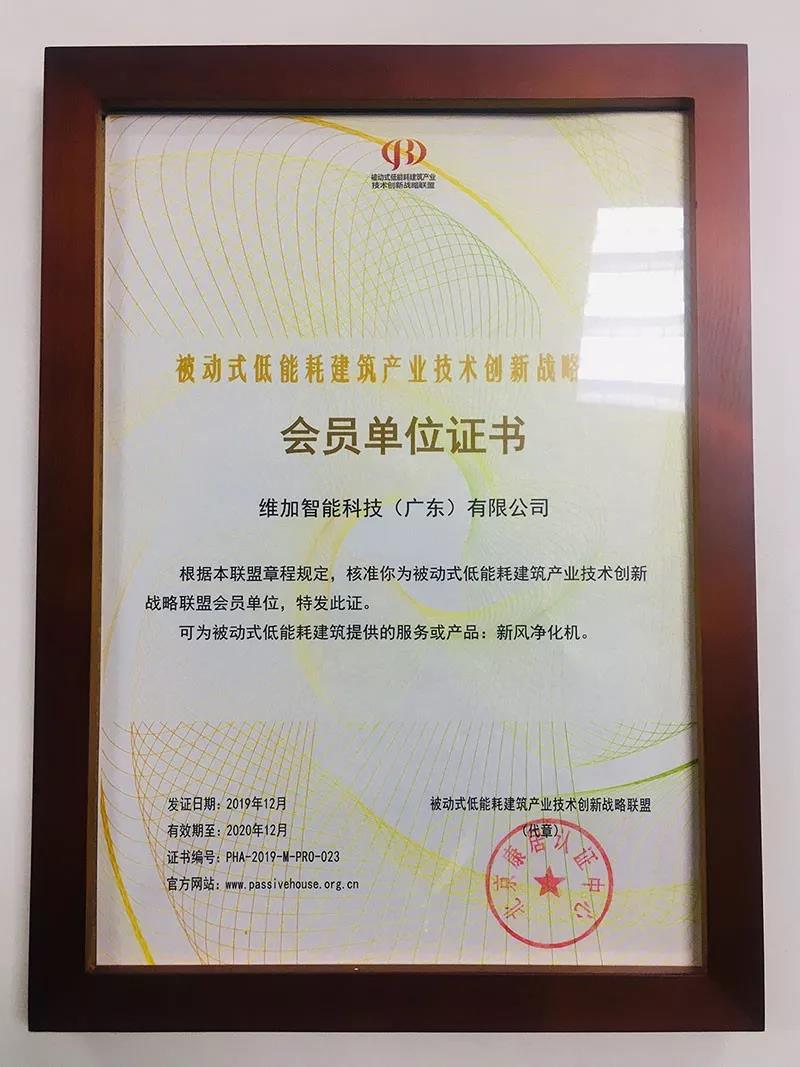 被动式低能耗建筑产业
技术创新战略联盟
被动式低能耗建筑产业技术创新战略
会员单位证书
维加智能科技（广东）有限公司
根据本联盟章程规定，核准你为被动式低能耗建筑产业技术创新
战略联盟会员单位，特发此证。
可为被动式低能耗建筑提供的服务或产品：新风净化机。
发证日期：2019年12月
有效期至：2020年12月
证书编号：PHA-2019-M-PRO-023
官方网站：www.passivehouse.org.cn
被动式低能耗建筑产业技术创新战略联盟
（代章）
北京康居认证中心